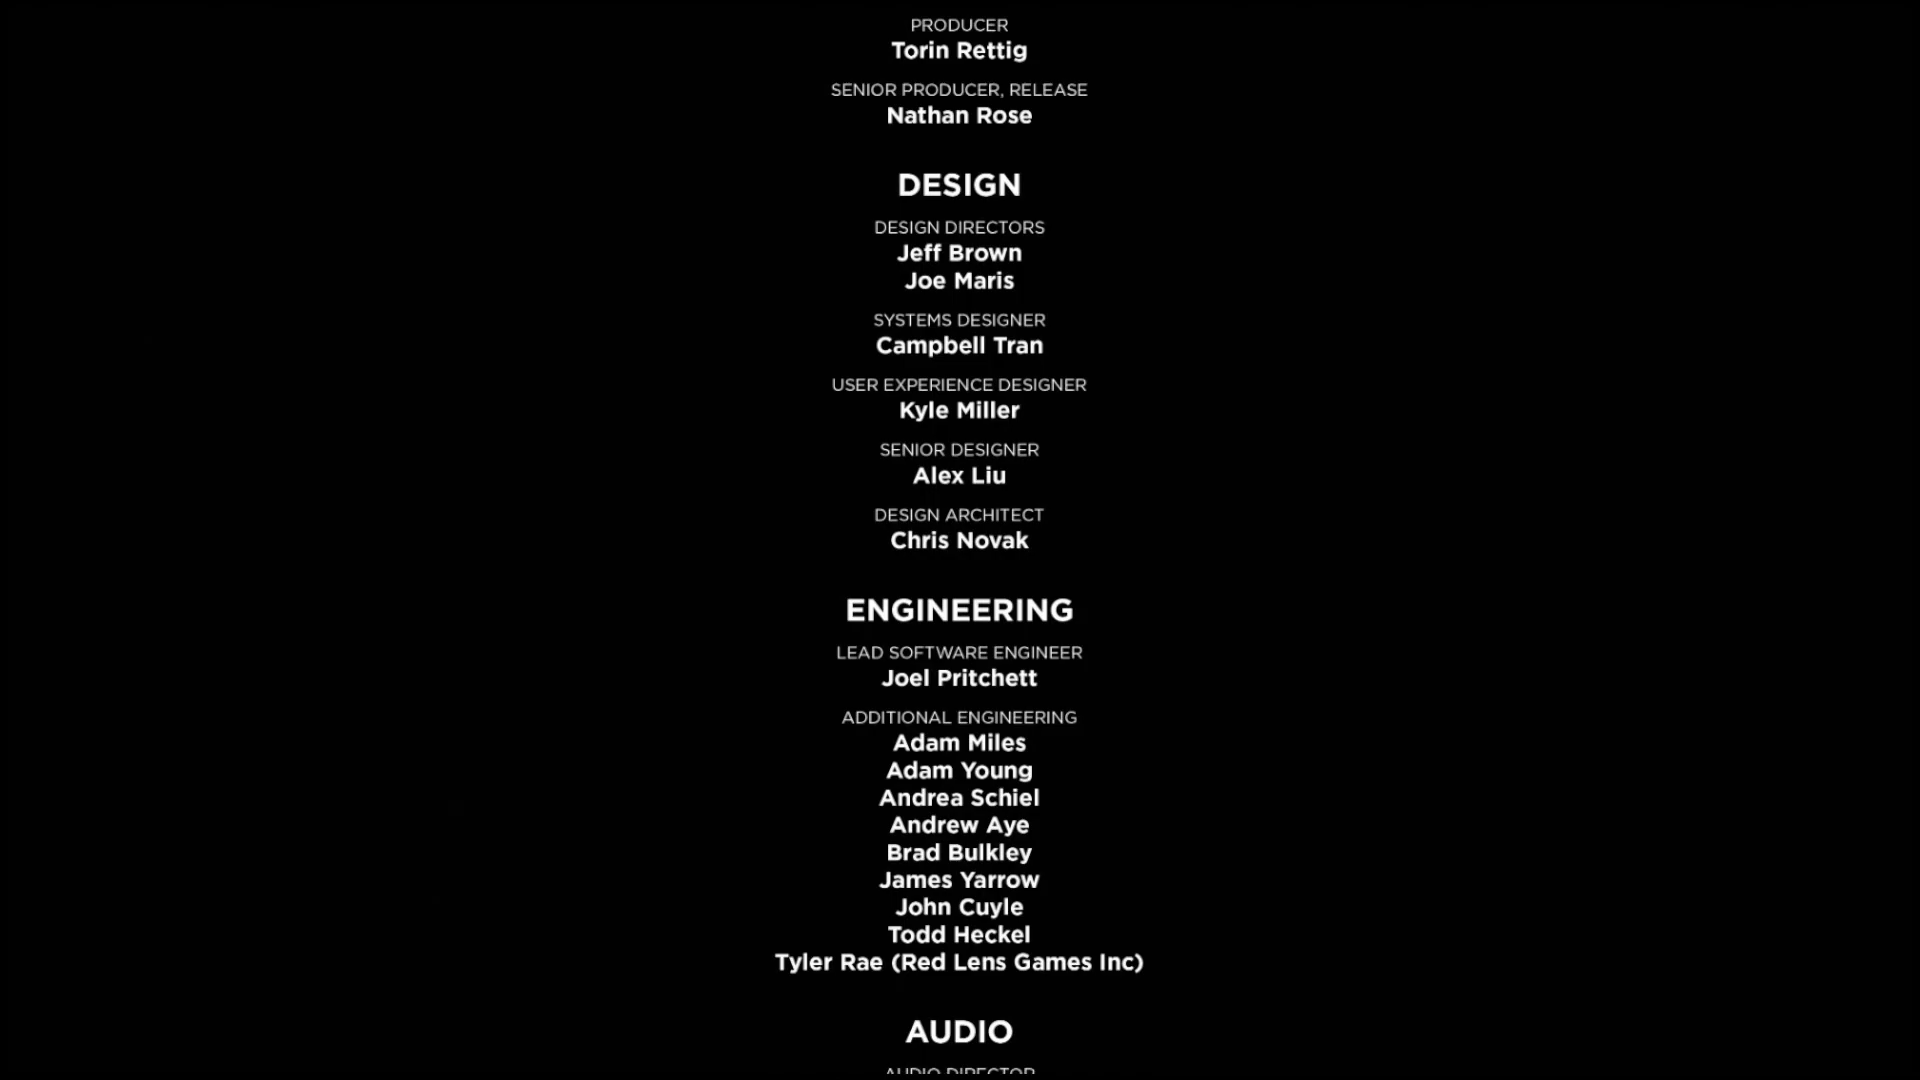 PRODUCER
Torin Rettig
SENIOR PRODUCER, RELEASE
Nathan Rose
DESIGN
DESIGN DIRECTORS
Jeff Brown
Joe Maris
SYSTEMS DESIGNER
Campbell Tran
USER EXPERIENCE DESIGNER
Kyle Miller
SENIOR DESIGNER
Alex Liu
DESIGN ARCHITECT
Chris Novak
ENGINEERING
LEAD SOFTWARE ENGINEER
Joel Pritchett
ADDITIONAL ENGINEERING
Adam Miles
Adam Young
Andrea Schiel
Andrew Aye
Brad Bulkley
James Yarrow
John Cuyle
Todd Heckel
Tyler Rae (Red Lens Games Inc)
AUDIO
AUDIO DIRECTOR